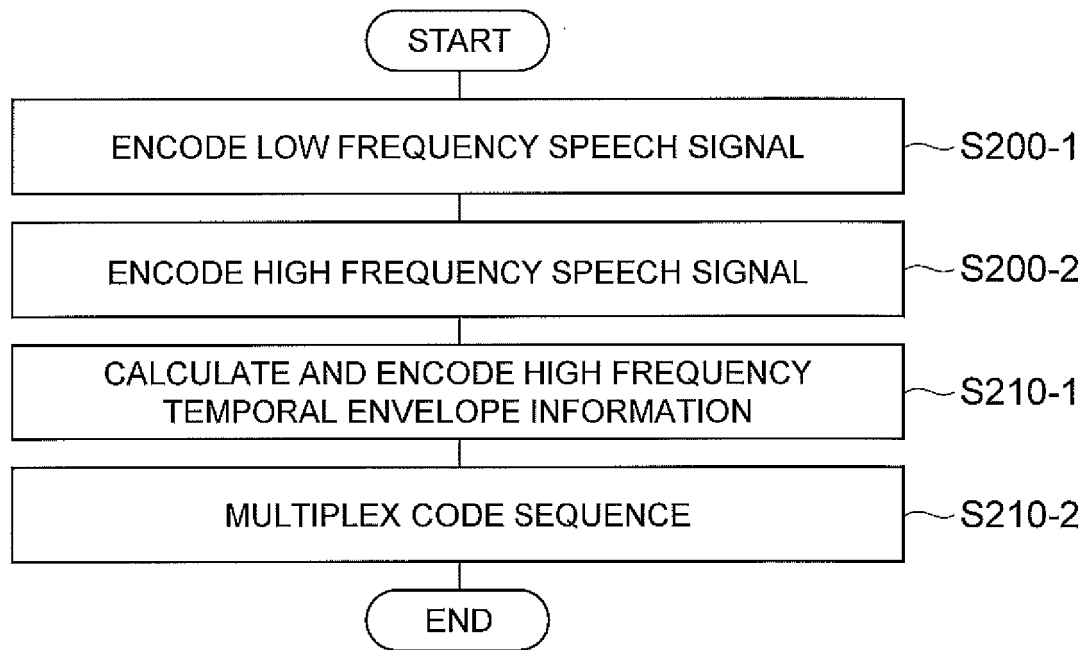 START
ENCODE LOW FREQUENCY SPEECH SIGNAL
S200-1
ENCODE HIGH FREQUENCY SPEECH SIGNAL
S200-2
CALCULATE AND ENCODE HIGH FREQUENCY
TEMPORAL ENVELOPE INFORMATION
S210-1
MULTIPLEX CODE SEQUENCE
S210-2
END